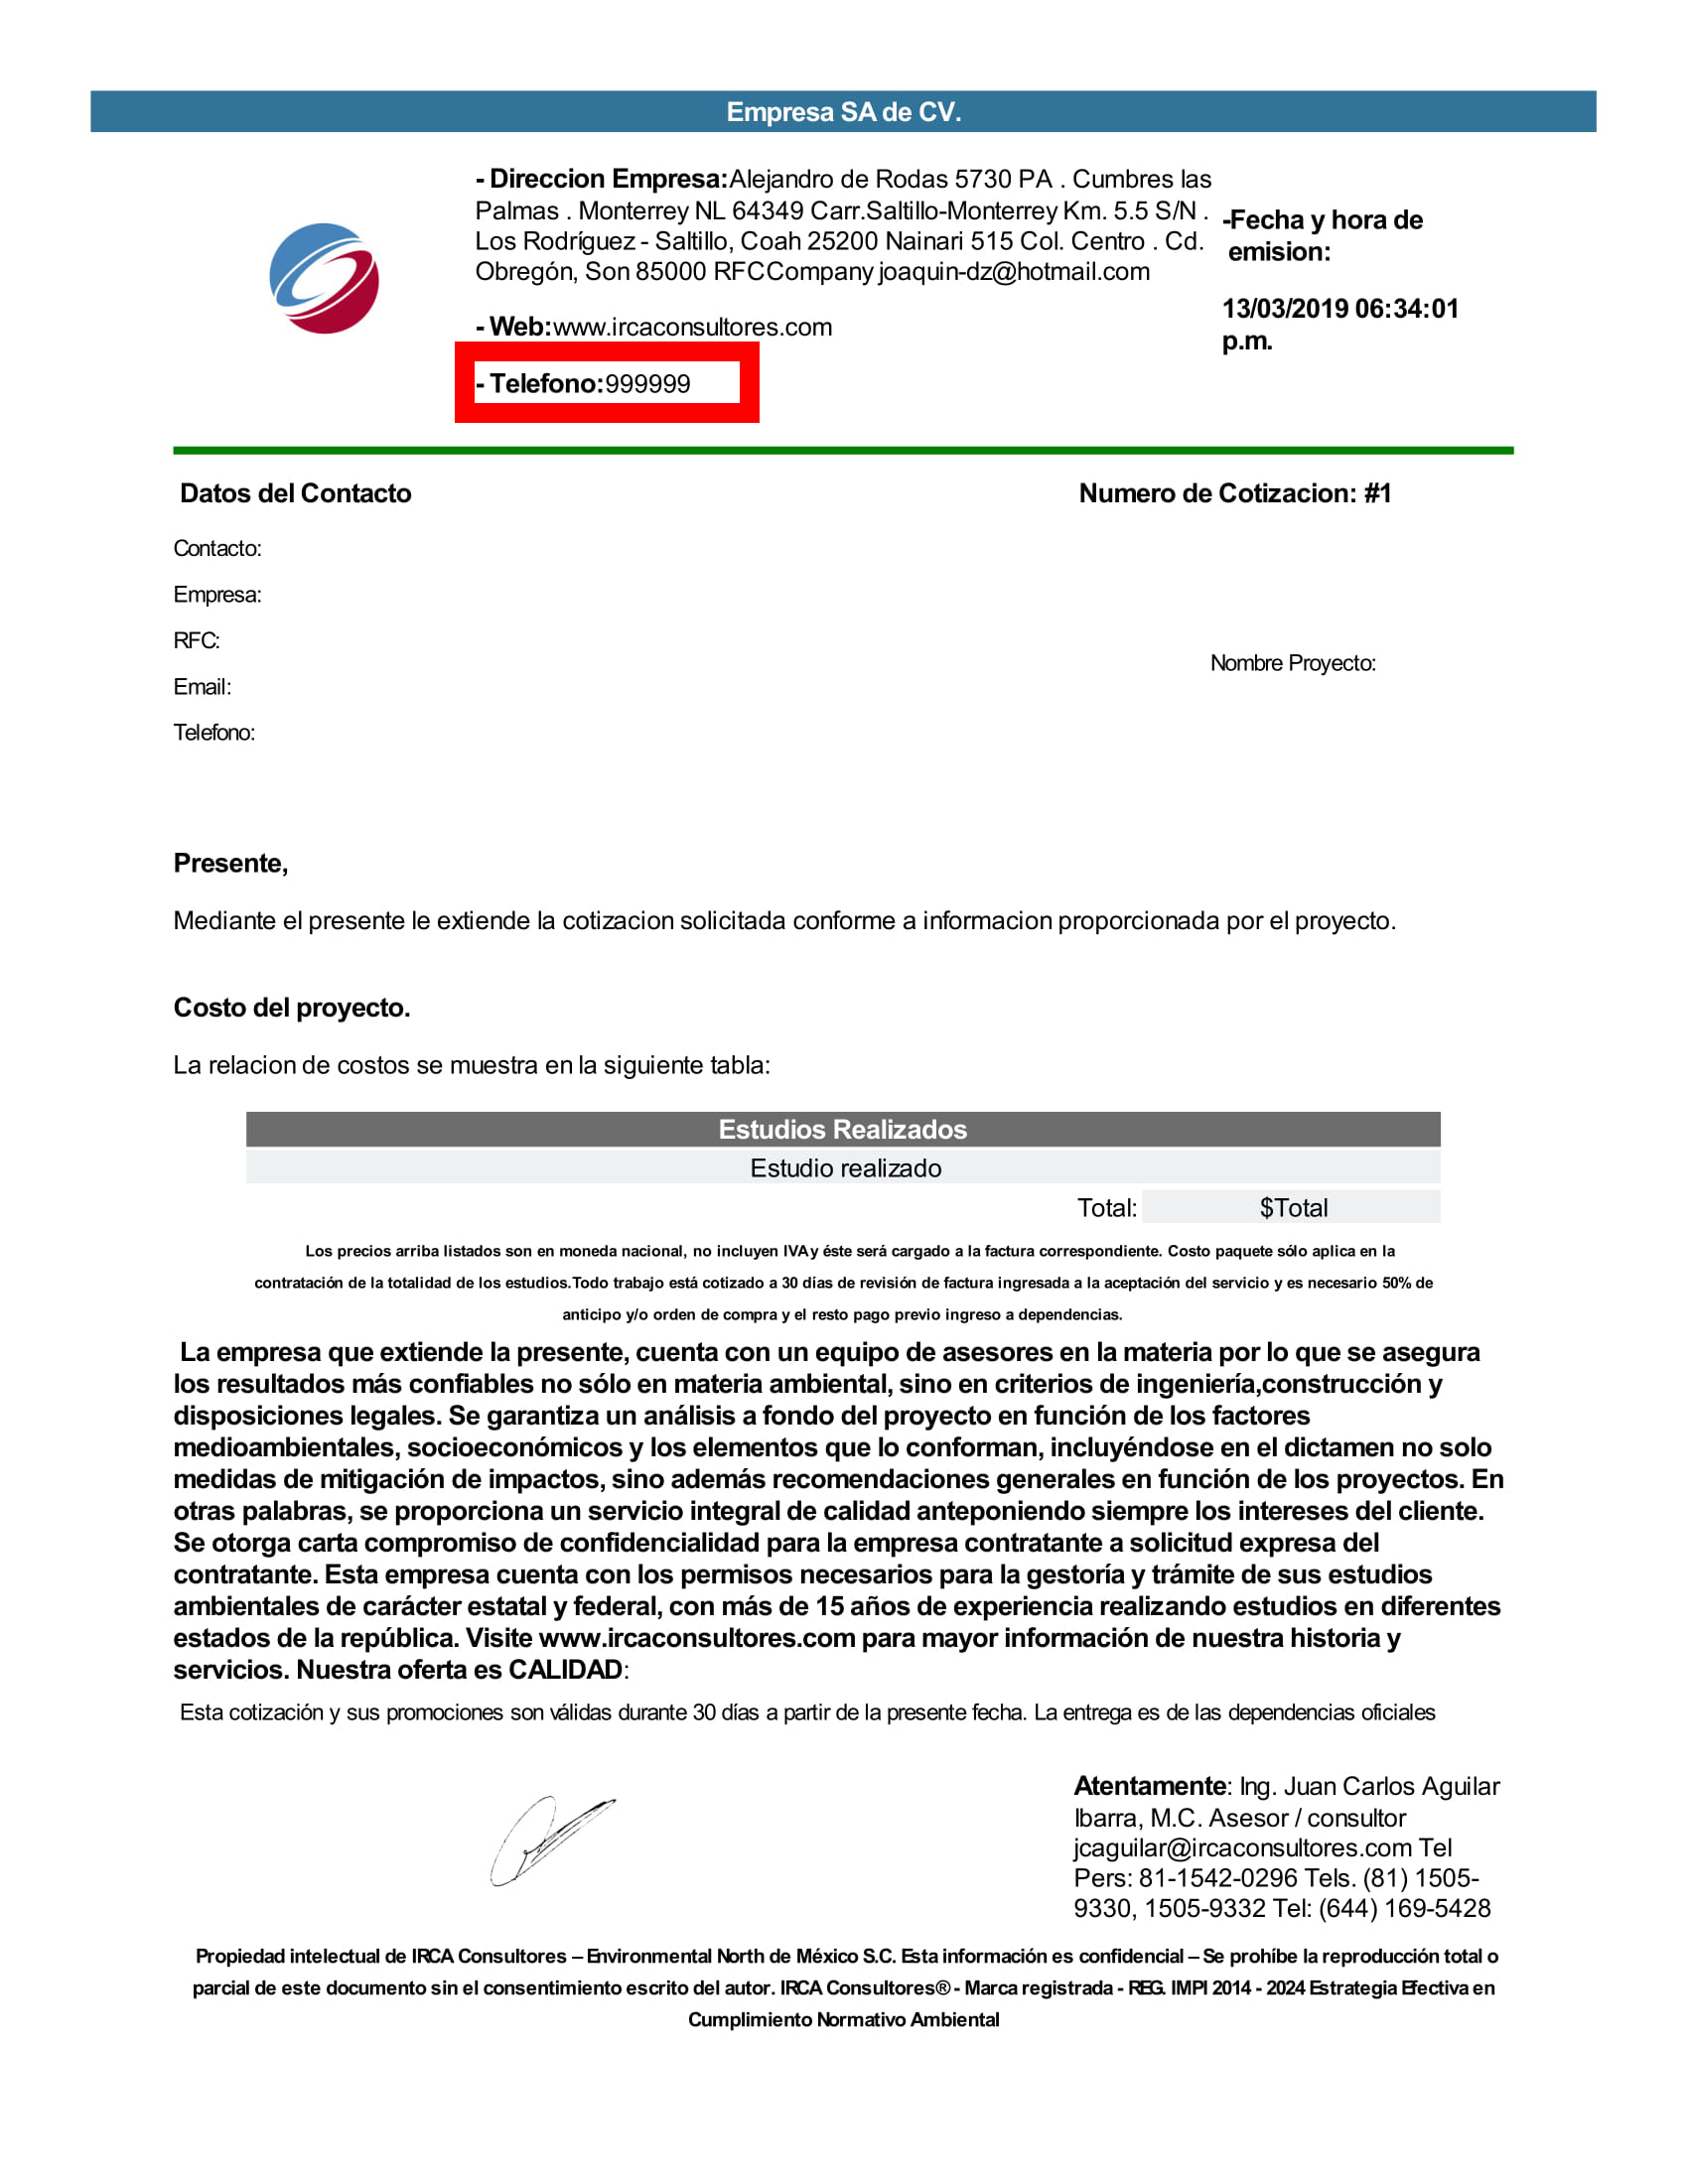 Empresa SA de CV.
- Direccion Empresa:Alejandro de Rodas 5730 PA . Cumbres las
Palmas . Monterrey NL 64349 Carr.Saltillo-Monterrey Km. 5.5 S/N .
Los Rodríguez - Saltillo, Coah 25200 Nainari 515 Col. Centro . Cd.
Obregón, Son 85000 RFCCompany joaquin-dz@hotmail.com
- Web:www.ircaconsultores.com
- Telefono:999999
-Fecha y hora de
emision:
13/03/2019 06:34:01
p.m.
Datos del Contacto
Numero de Cotizacion: #1
Contacto:
Empresa:
RFC:
Email:
Telefono:
Nombre Proyecto:
Presente,
Mediante el presente le extiende la cotizacion solicitada conforme a informacion proporcionada por el proyecto.
Costo del proyecto.
La relacion de costos se muestra en la siguiente tabla:
Estudios Realizados
Estudio realizado
Total: $Total
Los precios arriba listados son en moneda nacional, no incluyen IVA y éste será cargado a la factura correspondiente. Costo paquete sólo aplica en la
contratación de la totalidad de los estudios.Todo trabajo está cotizado a 30 días de revisión de factura ingresada a la aceptación del servicio y es necesario 50% de
anticipo y/o orden de compra y el resto pago previo ingreso a dependencias.
La empresa que extiende la presente, cuenta con un equipo de asesores en la materia por lo que se asegura
los resultados más confiables no sólo en materia ambiental, sino en criterios de ingeniería,construcción y
disposiciones legales. Se garantiza un análisis a fondo del proyecto en función de los factores
medioambientales, socioeconómicos y los elementos que lo conforman, incluyéndose en el dictamen no solo
medidas de mitigación de impactos, sino además recomendaciones generales en función de los proyectos. En
otras palabras, se proporciona un servicio integral de calidad anteponiendo siempre los intereses del cliente.
Se otorga carta compromiso de confidencialidad para la empresa contratante a solicitud expresa del
contratante. Esta empresa cuenta con los permisos necesarios para la gestoría y trámite de sus estudios
ambientales de carácter estatal y federal, con más de 15 años de experiencia realizando estudios en diferentes
estados de la república. Visite www.ircaconsultores.com para mayor información de nuestra historia y
servicios. Nuestra oferta es CALIDAD:
Esta cotización y sus promociones son válidas durante 30 días a partir de la presente fecha. La entrega es de las dependencias oficiales
Atentamente: Ing. Juan Carlos Aguilar
Ibarra, M.C. Asesor / consultor
jcaguilar@ircaconsultores.com Tel
Pers: 81-1542-0296 Tels. (81) 1505-
9330, 1505-9332 Tel: (644) 169-5428
Propiedad intelectual de IRCA Consultores – Environmental North de México S.C. Esta información es confidencial – Se prohíbe la reproducción total o
parcial de este documento sin el consentimiento escrito del autor. IRCA Consultores® - Marca registrada - REG. IMPI 2014 - 2024 Estrategia Efectiva en
Cumplimiento Normativo Ambiental